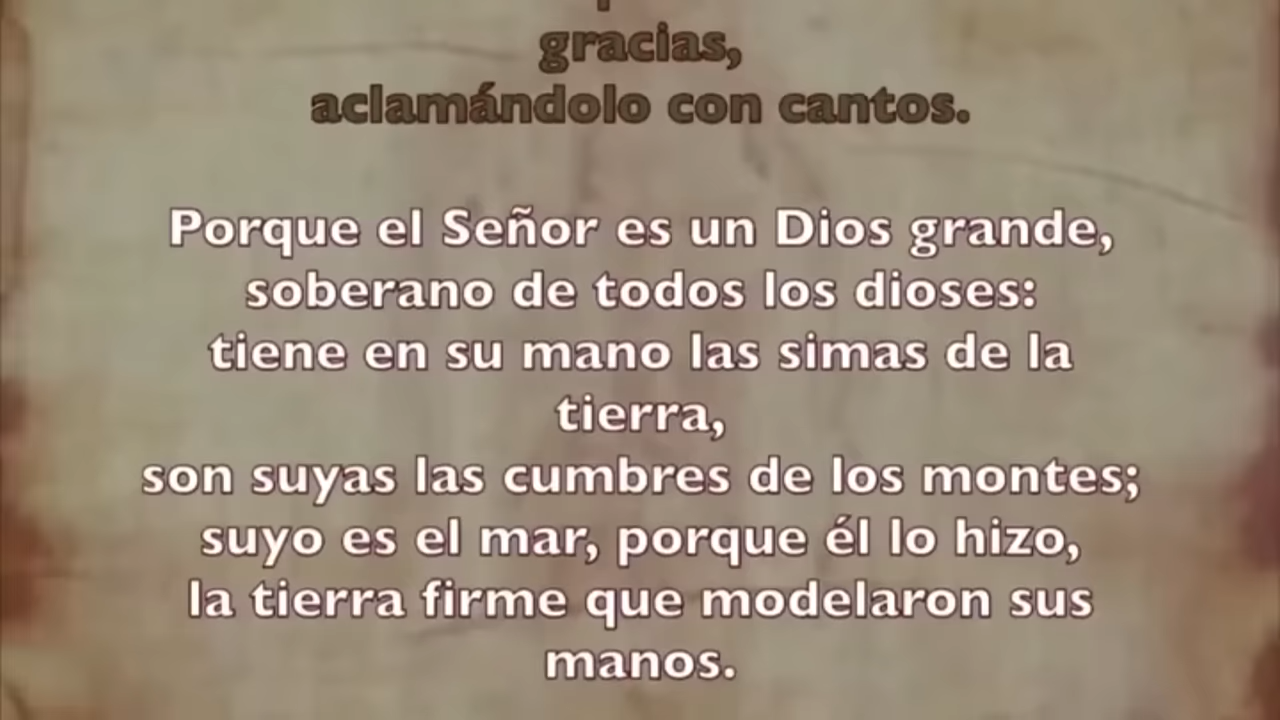 gracias,
aclamándolo con cantos.
Porque el Señor es un Dios grande,
soberano de todos los dioses:
tiene en su mano las simas de la
tierra,
son suyas las cumbres de los montes;
suyo es el mar, porque él lo hizo,
la tierra firme que modelaron sus
manos.